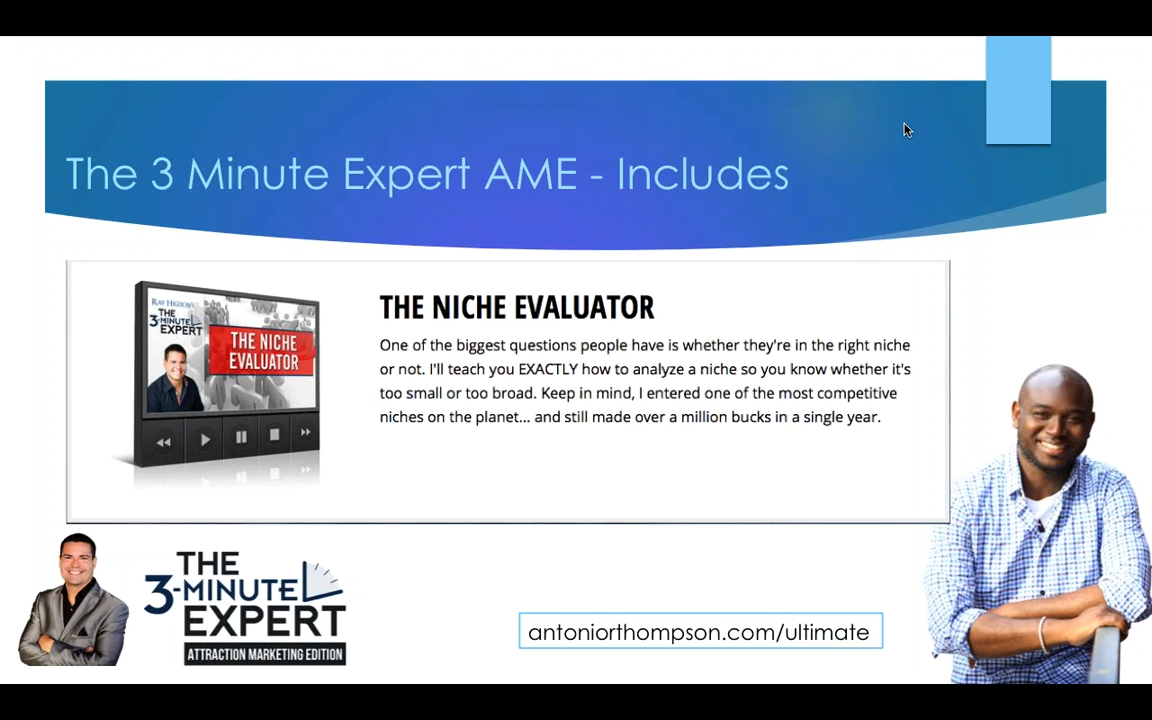 The 3 Minute Expert AME - Includes
RAY HIGDON'S
THE
3-MINUTE
EXPERT
THE NICHE
EVALUATOR
THE NICHE EVALUATOR
One of the biggest questions people have is whether they're in the right niche
or not. I'll teach you EXACTLY how to analyze a niche so you know whether it's
too small or too broad. Keep in mind, I entered one of the most competitive
niches on the planet... and still made over a million bucks in a single year.
THE
3-MINUTE
EXPERT
ATTRACTION MARKETING EDITION
antoniorthompson.com/ultimate